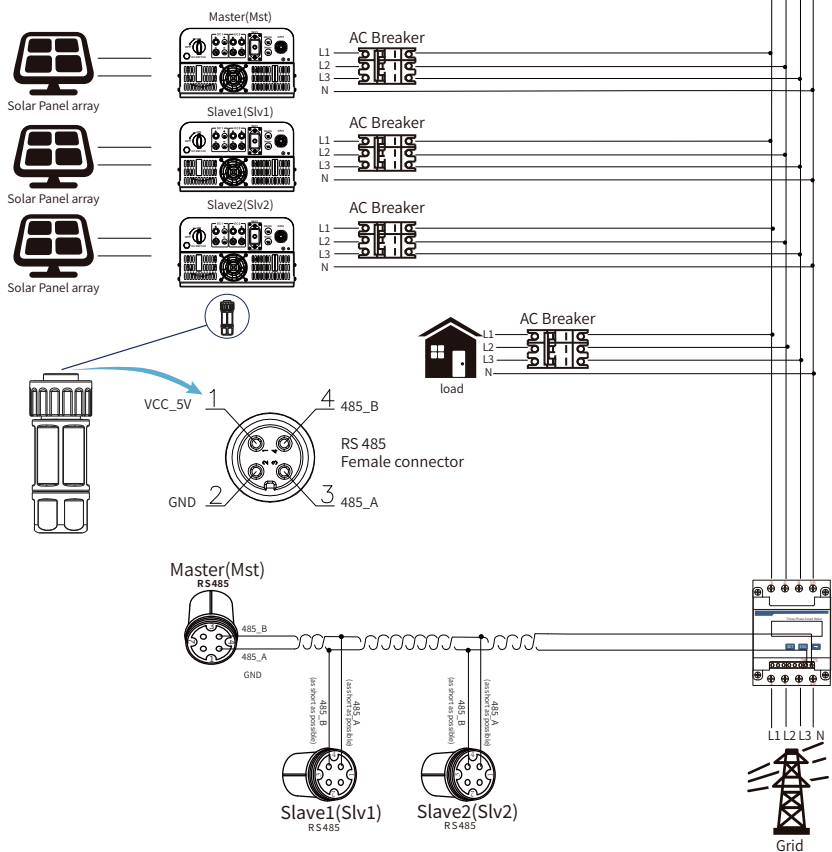 Master(Mst)
AC Breaker
L1
L2
L3
N
Solar Panel array
Slave1(Slv1)
AC Breaker
L1
L2
L3
N
Solar Panel array
Slave2(Slv2)
AC Breaker
L1
L2
L3
N
Solar Panel array
AC Breaker
L1
L2
L3
N
load
VCC_5V 1
4 485_B
RS 485
Female connector
1 4
2 3
GND 2
3 485_A
Master(Mst)
RS485
485_B
485_A
GND
485_B
(as short as possible)
485_A
(as short as possible)
485_B
(as short as possible)
485_A
(as short as possible)
Slave1(Slv1)
RS485
Slave2(Slv2)
RS485
L1 L2 L3 N
Grid